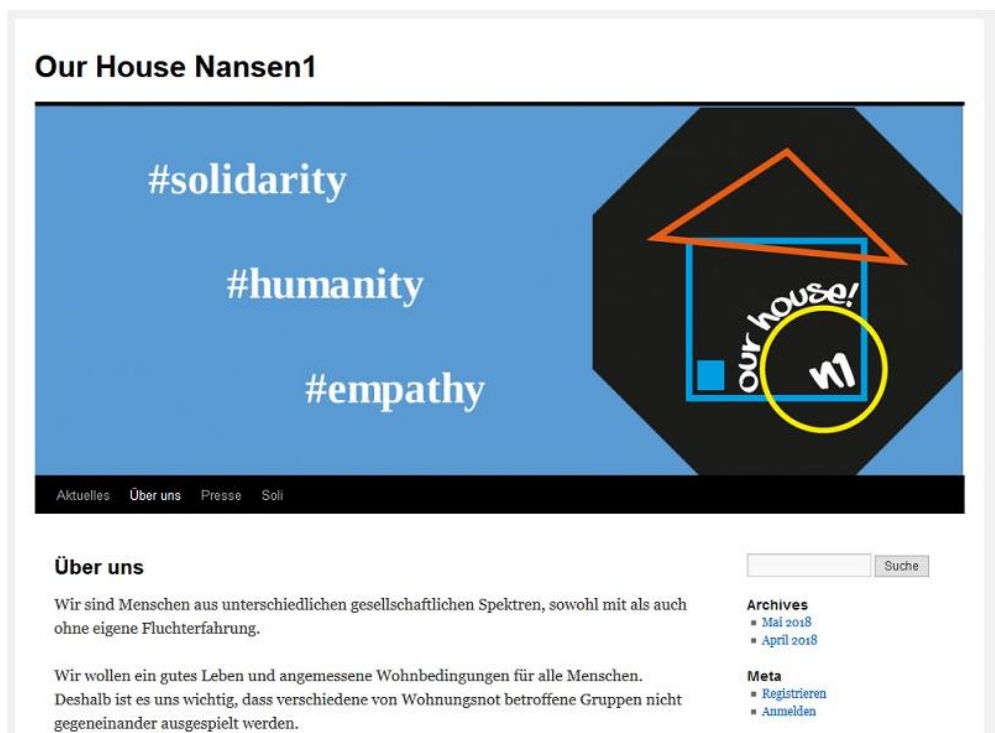 Our House Nansen1
#solidarity
#humanity
#empathy
our house!
n1
Aktuelles Über uns Presse Soli
Über uns
Wir sind Menschen aus unterschiedlichen gesellschaftlichen Spektren, sowohl mit als auch
ohne eigene Fluchterfahrung.
Wir wollen ein gutes Leben und angemessene Wohnbedingungen für alle Menschen.
Deshalb ist es uns wichtig, dass verschiedene von Wohnungsnot betroffene Gruppen nicht
gegeneinander ausgespielt werden.
Suche
Archives
Mai 2018
April 2018
Meta
Registrieren
Anmelden